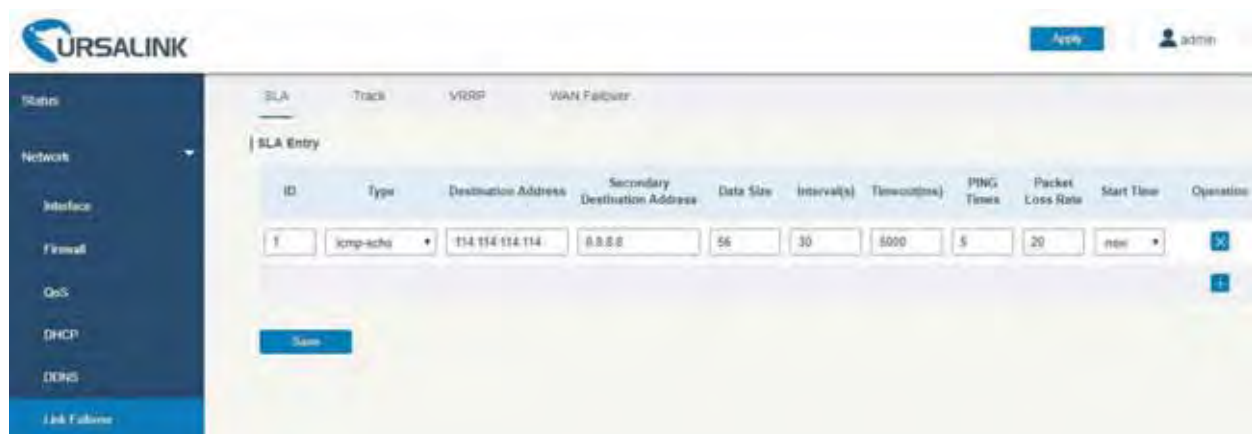 URSALINK
Apply
admin
Status
Network
Interface
Firewall
QoS
DHCP
DDNS
Link Failover
SLA Track VRRP WAN Failover
SLA Entry
ID Type Destination Address Secondary Destination Address Data Size Interval(s) Timeout(ms) PING Times Packet Loss Rate Start Time Operation
1 icmp-echo 114.114.114.114 8.8.8.8 56 30 5000 5 20 now
Save